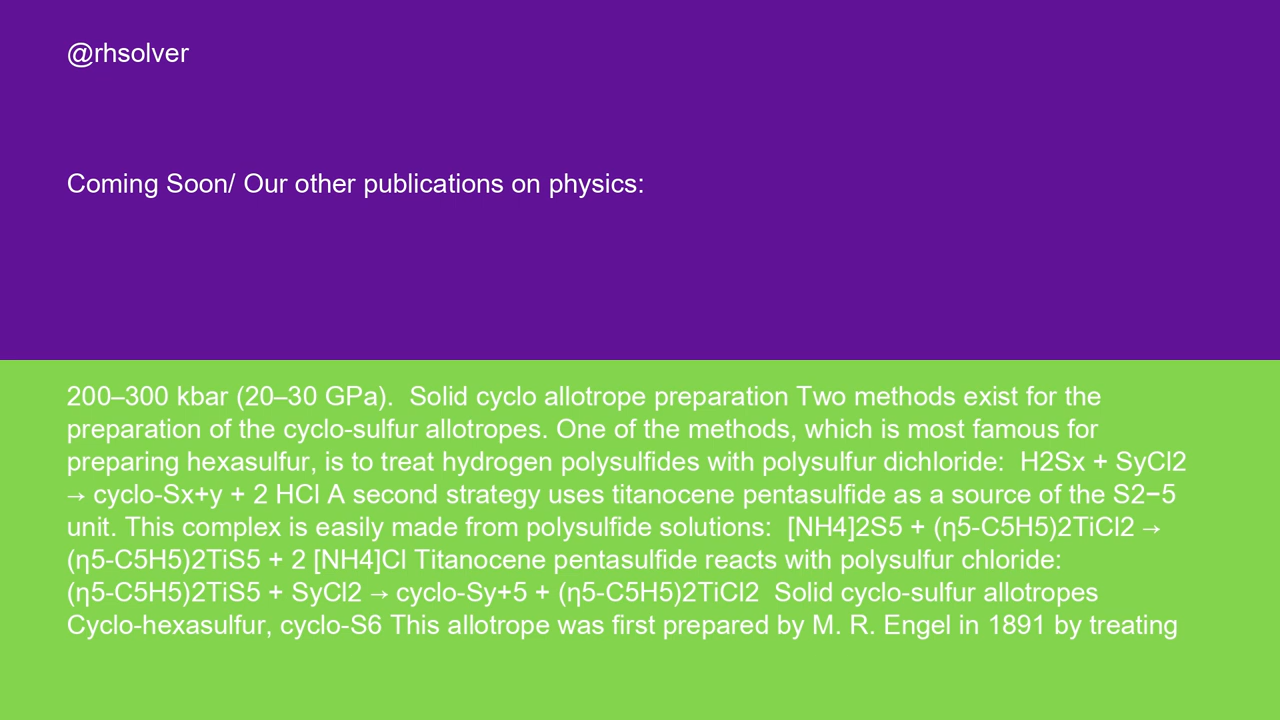 @rhsolver
Coming Soon/ Our other publications on physics:
200–300 kbar (20–30 GPa).  Solid cyclo allotrope preparation Two methods exist for the
preparation of the cyclo-sulfur allotropes. One of the methods, which is most famous for
preparing hexasulfur, is to treat hydrogen polysulfides with polysulfur dichloride:  H2Sx + SyCl2
→ cyclo-Sx+y + 2 HCl A second strategy uses titanocene pentasulfide as a source of the S2−5
unit. This complex is easily made from polysulfide solutions:  [NH4]2S5 + (η5-C5H5)2TiCl2 →
(η5-C5H5)2TiS5 + 2 [NH4]Cl Titanocene pentasulfide reacts with polysulfur chloride:
(η5-C5H5)2TiS5 + SyCl2 → cyclo-Sy+5 + (η5-C5H5)2TiCl2  Solid cyclo-sulfur allotropes
Cyclo-hexasulfur, cyclo-S6 This allotrope was first prepared by M. R. Engel in 1891 by treating